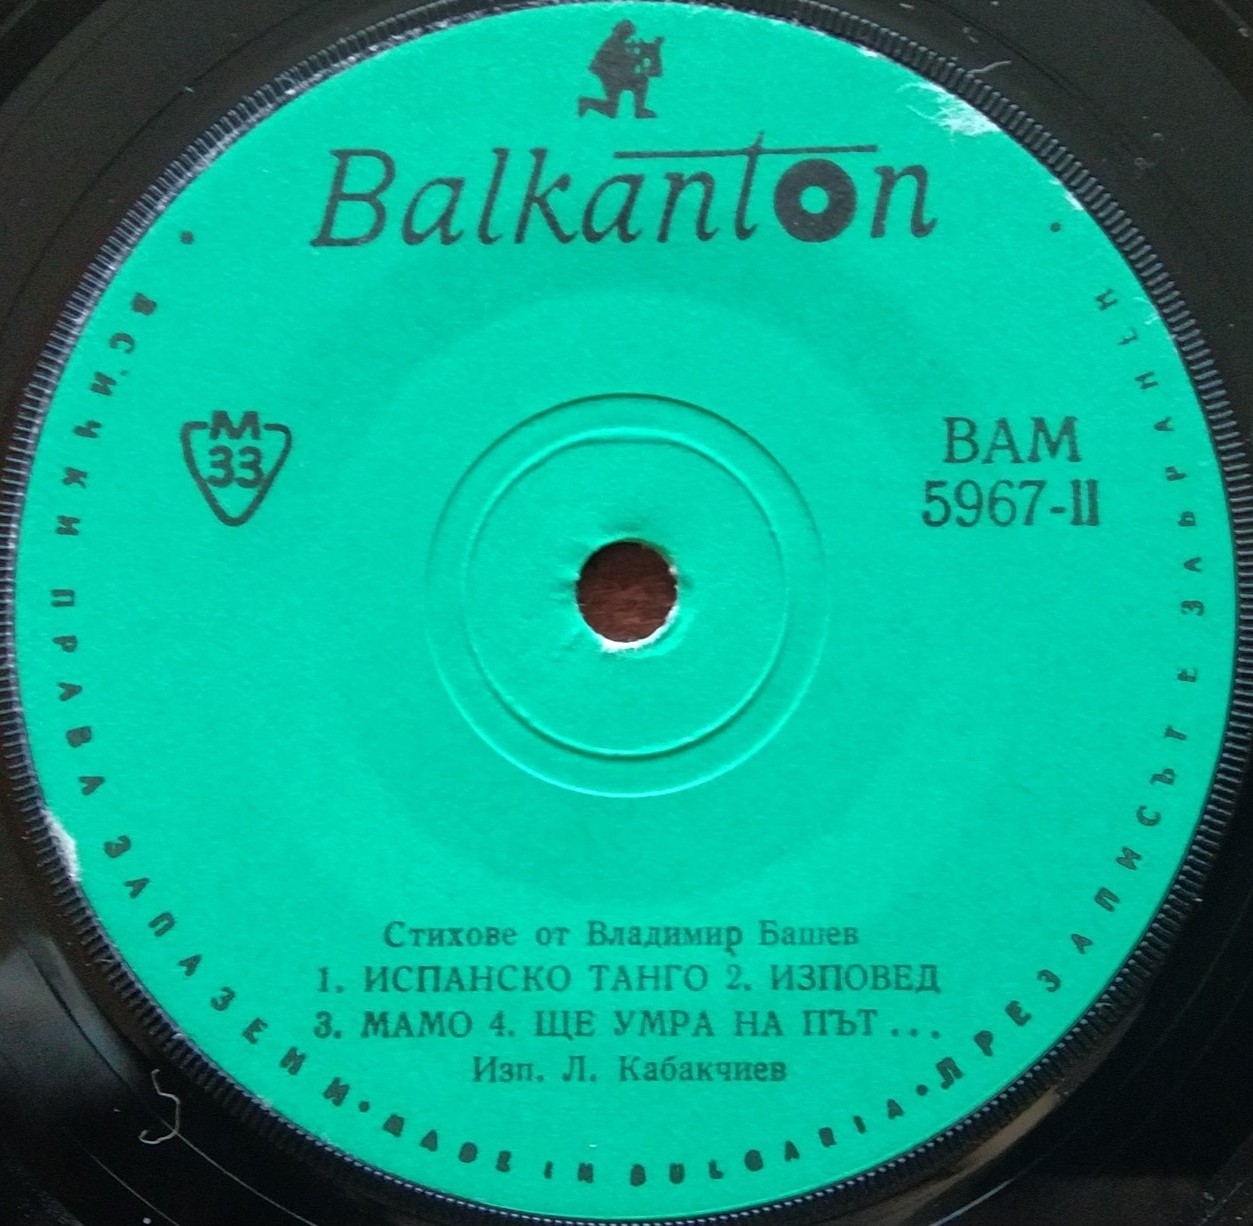 Balkanton
М
33
ВАМ
5967-II
Стихове от Владимир Башев
1. ИСПАНСКО ТАНГО 2. ИЗПОВЕД
3. МАМО 4. ЩЕ УМРА НА ПЪТ...
Изп. Л. Кабакчиев
ВСИЧКИ ПРАВА ЗАПАЗЕНИ • MADE IN BULGARIA • ПРЕЗАПИСЪТ Е ЗАБРАНЕН